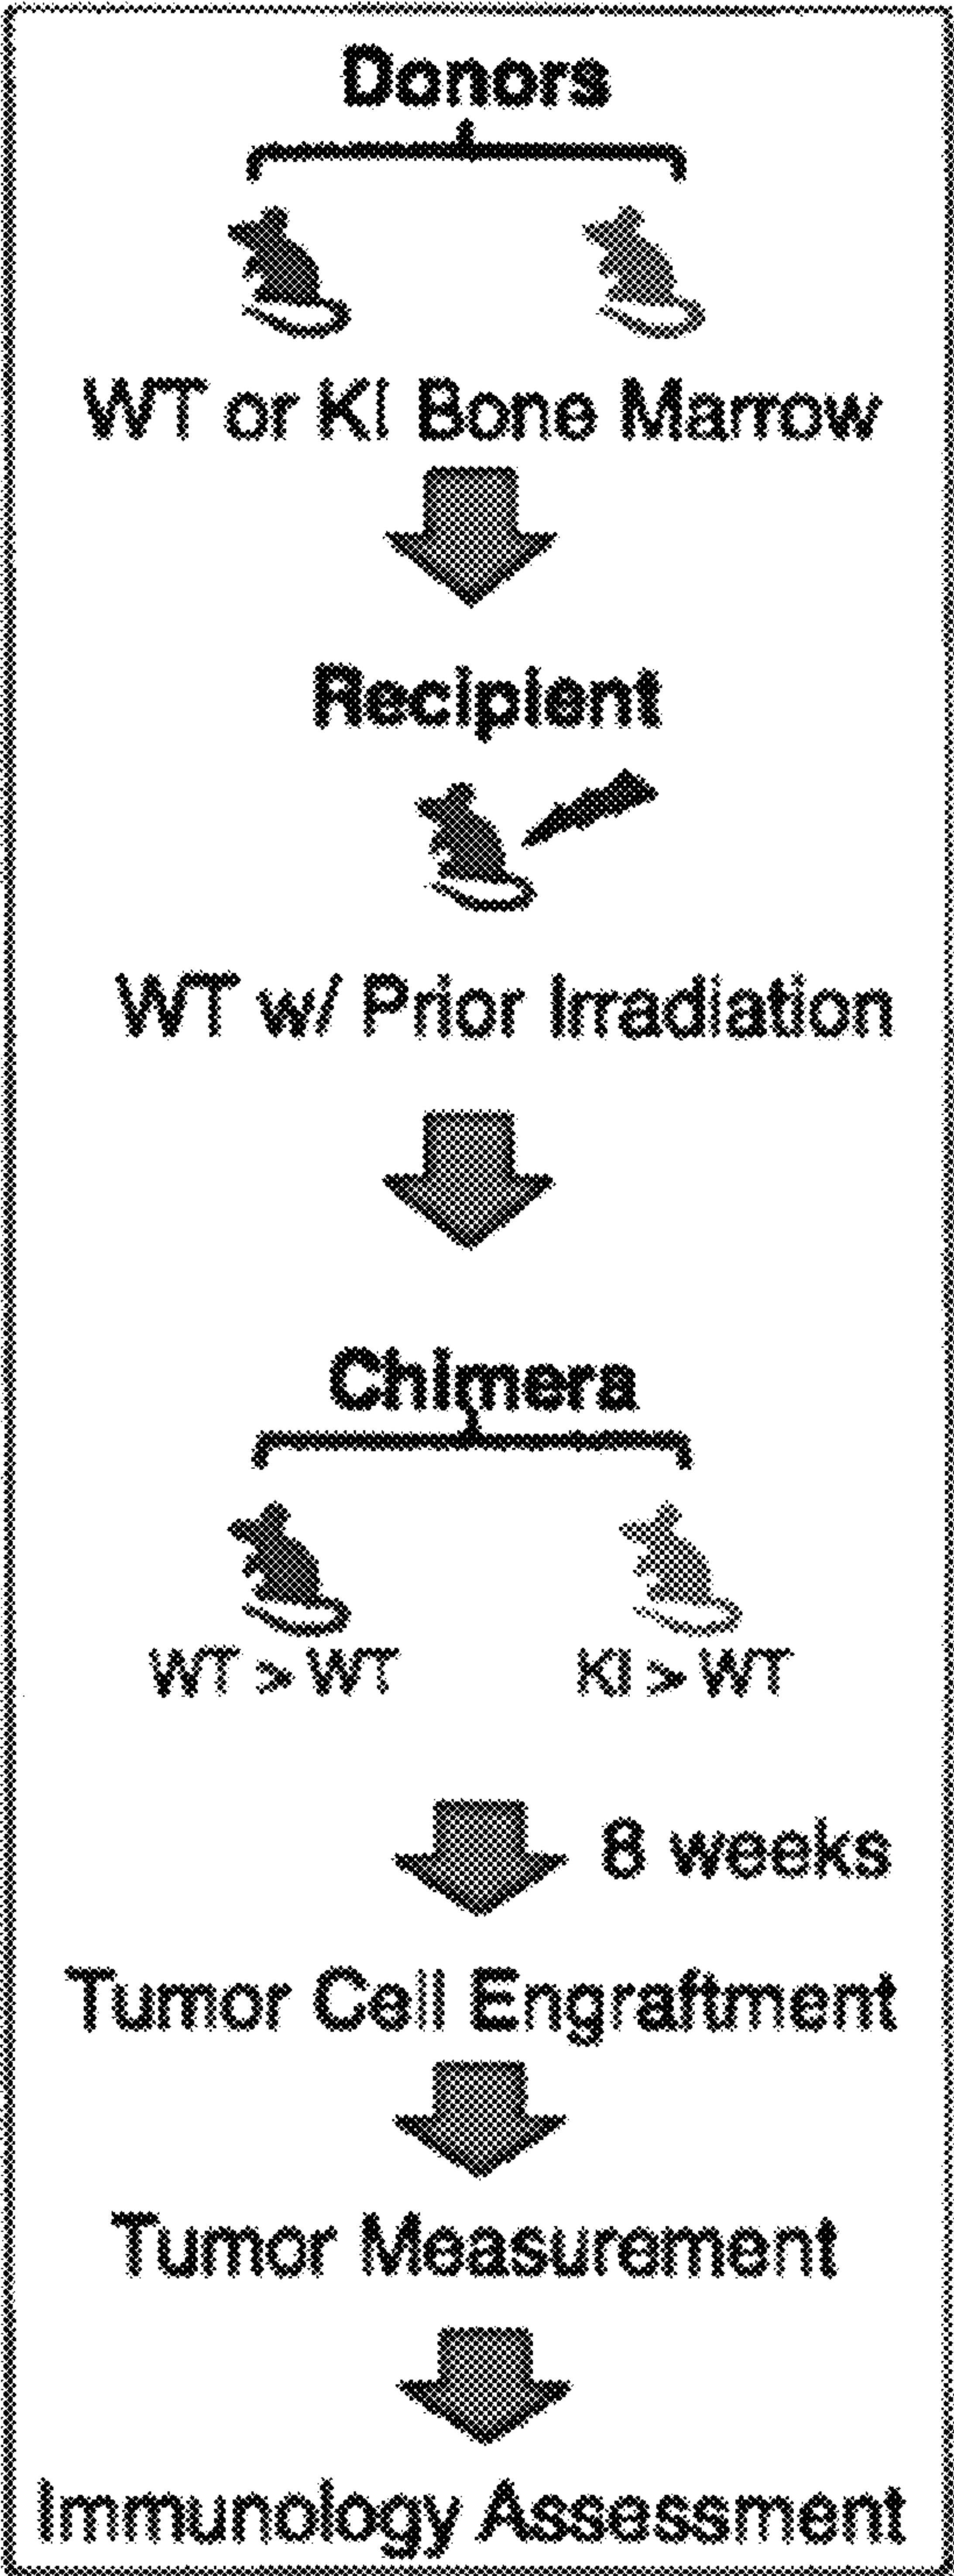 Donors
WT or KI Bone Marrow
Recipient
WT w/ Prior Irradiation
Chimera
WT > WT
KI > WT
8 weeks
Tumor Cell Engraftment
Tumor Measurement
Immunology Assessment